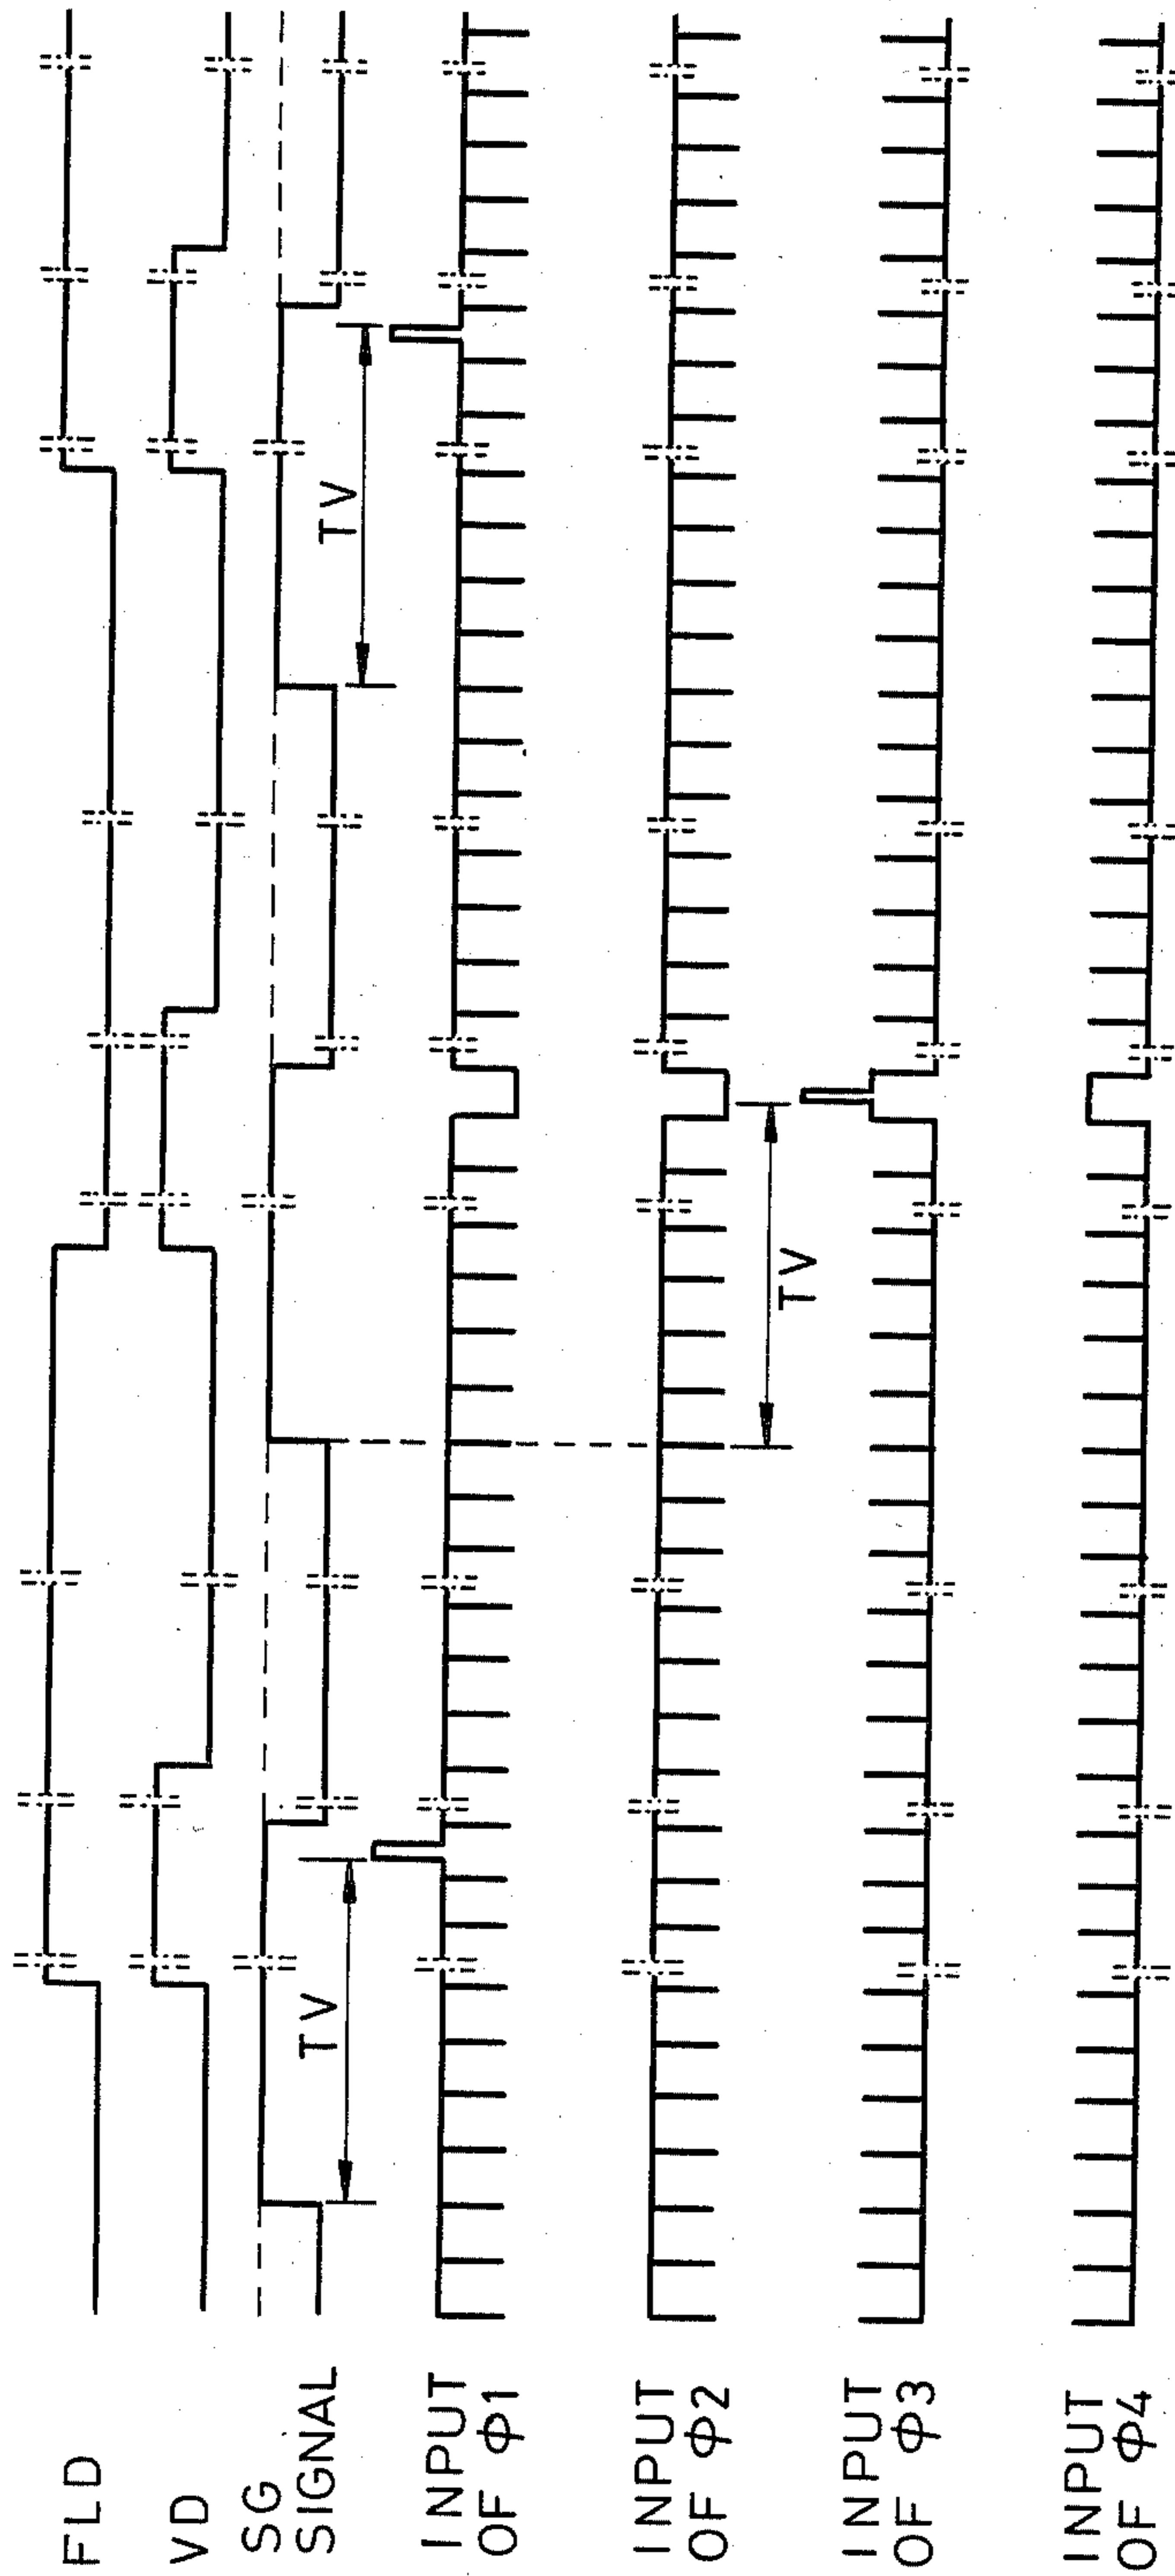 FLD
VD
SG
SIGNAL
INPUT
OF Φ1
INPUT
OF Φ2
INPUT
OF Φ3
INPUT
OF Φ4
TV
TV
TV